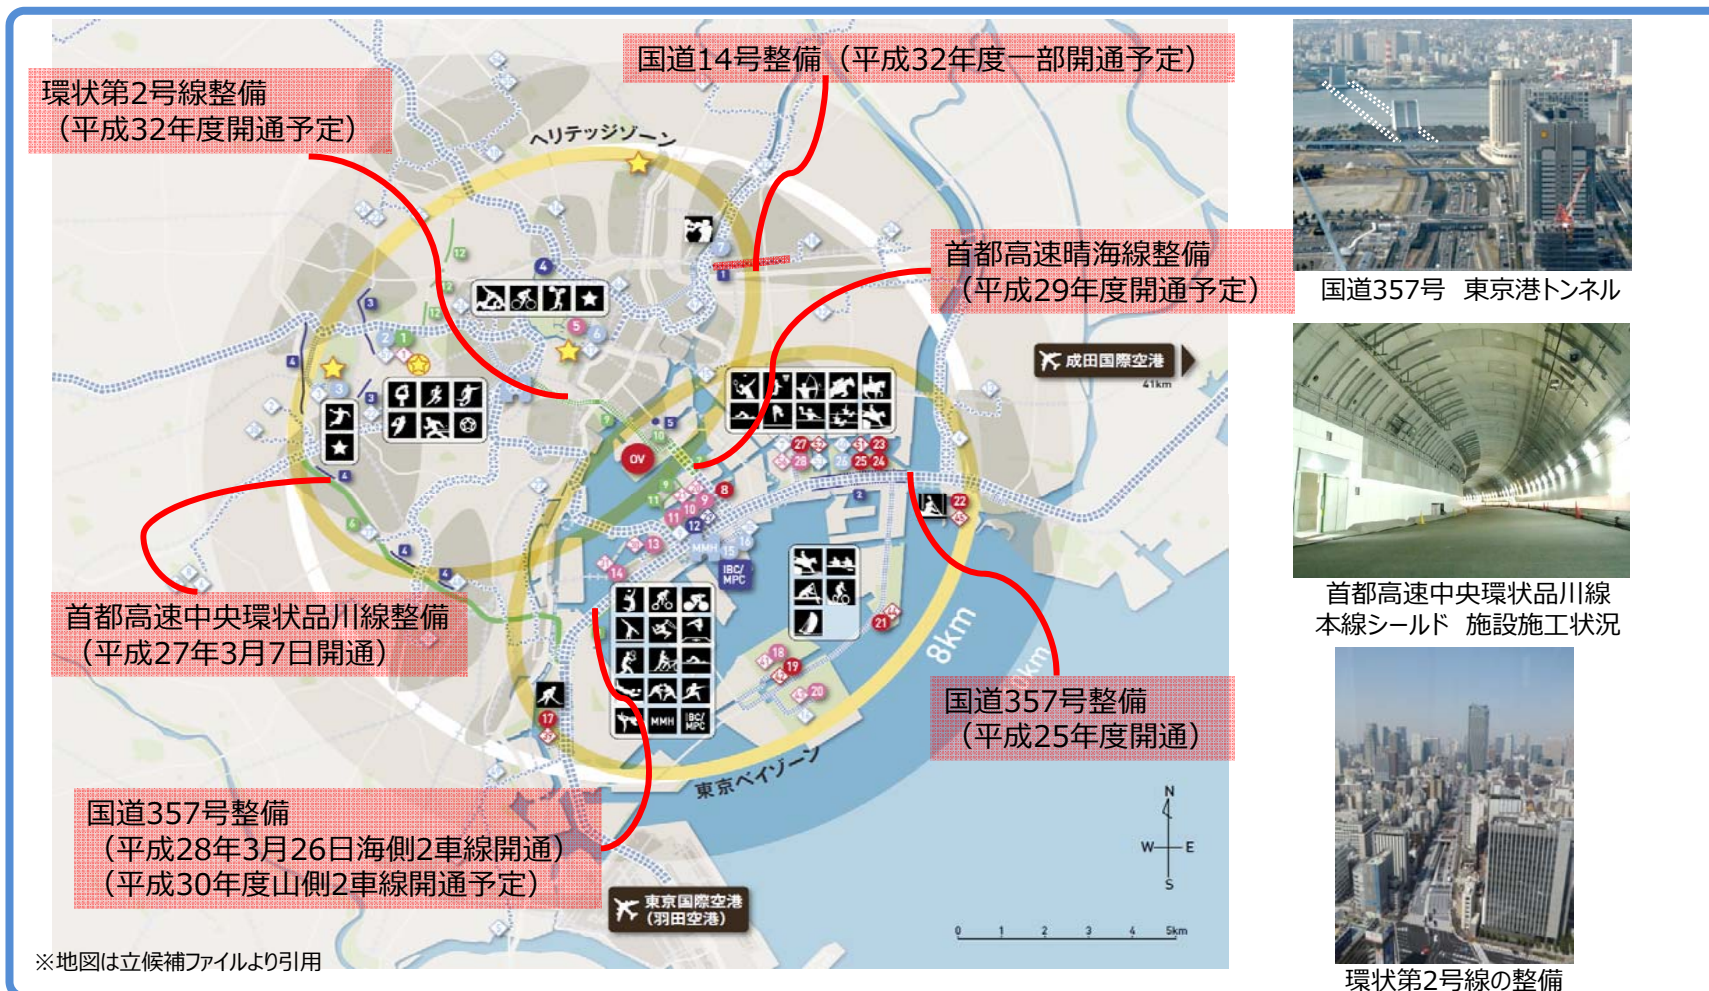 国道14号整備（平成32年度一部開通予定）
環状第2号線整備
（平成32年度開通予定）
ヘリテッジゾーン
首都高速晴海線整備
（平成29年度開通予定）
成田国際空港
41km
OV
MMH
IBC/
MPC
MMH
IBC/
MPC
8km
首都高速中央環状品川線整備
（平成27年3月7日開通）
国道357号整備
（平成25年度開通）
東京ベイゾーン
国道357号整備
（平成28年3月26日海側2車線開通）
（平成30年度山側2車線開通予定）
東京国際空港
（羽田空港）
N
W
E
S
0 1 2 3 4 5km
※地図は立候補ファイルより引用
国道357号 東京港トンネル
首都高速中央環状品川線
本線シールド 施設施工状況
環状第2号線の整備